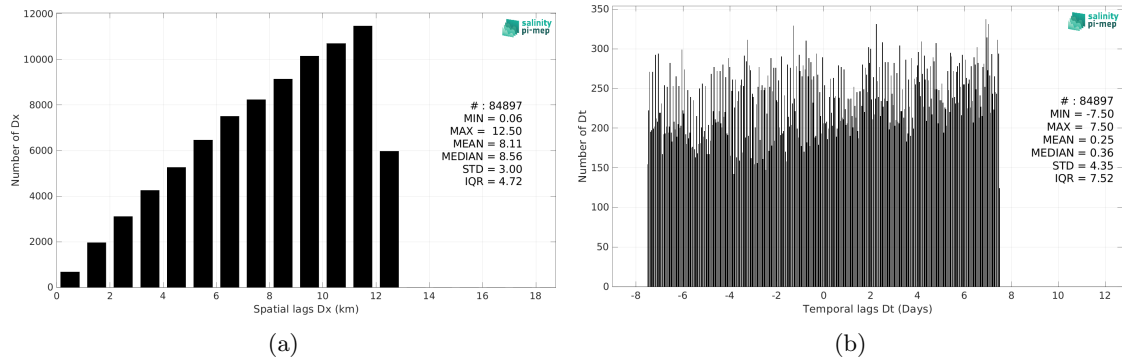 12000
10000
8000
6000
4000
2000
0
Number of Dx
0 2 4 6 8 10 12 14 16 18
Spatial lags Dx (km)
salinity
pi-mep
# : 84897
MIN = 0.06
MAX = 12.50
MEAN = 8.11
MEDIAN = 8.56
STD = 3.00
IQR = 4.72
(a)
350
300
250
200
150
100
50
0
Number of Dt
-8 -6 -4 -2 0 2 4 6 8 10 12
Temporal lags Dt (Days)
salinity
pi-mep
# : 84897
MIN = -7.50
MAX = 7.50
MEAN = 0.25
MEDIAN = 0.36
STD = 4.35
IQR = 7.52
(b)